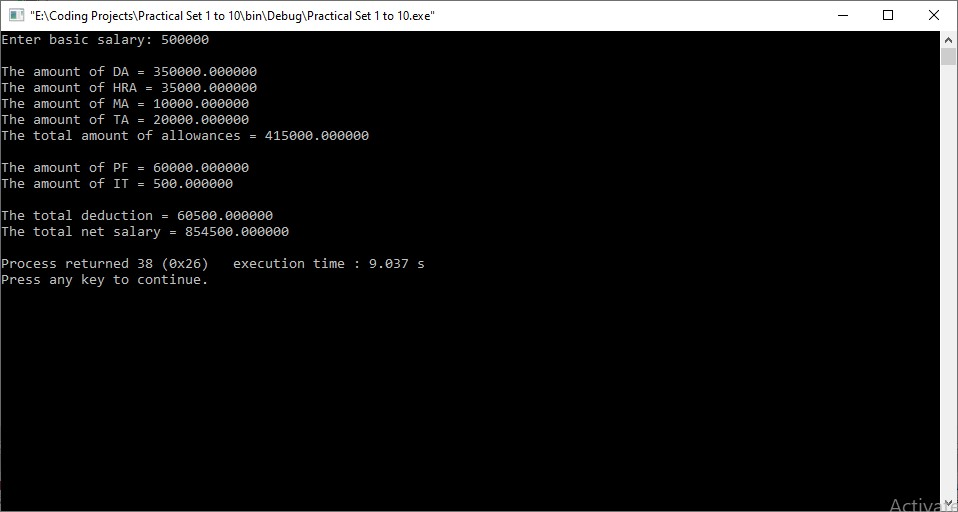 "E:\Coding Projects\Practical Set 1 to 10\bin\Debug\Practical Set 1 to 10.exe"
Enter basic salary: 500000
The amount of DA = 350000.000000
The amount of HRA = 35000.000000
The amount of MA = 10000.000000
The amount of TA = 20000.000000
The total amount of allowances = 415000.000000
The amount of PF = 60000.000000
The amount of IT = 500.000000
The total deduction = 60500.000000
The total net salary = 854500.000000
Process returned 38 (0x26)   execution time : 9.037 s
Press any key to continue.
Activate